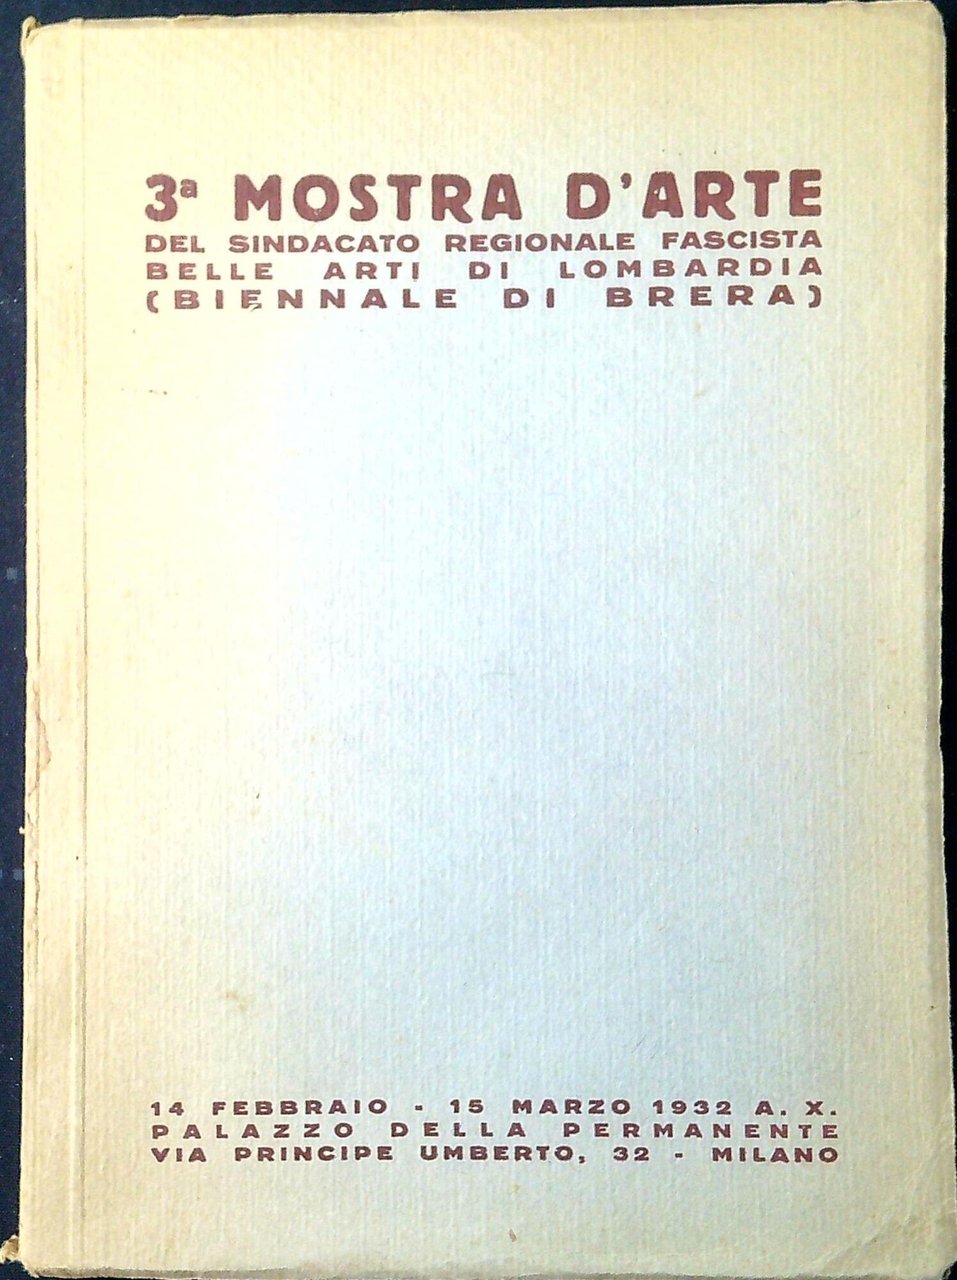 3ª MOSTRA D'ARTE
DEL SINDACATO REGIONALE FASCISTA
BELLE ARTI DI LOMBARDIA
(BIENNALE DI BRERA)
14 FEBBRAIO - 15 MARZO 1932 A. X.
PALAZZO DELLA PERMANENTE
VIA PRINCIPE UMBERTO, 32 - MILANO